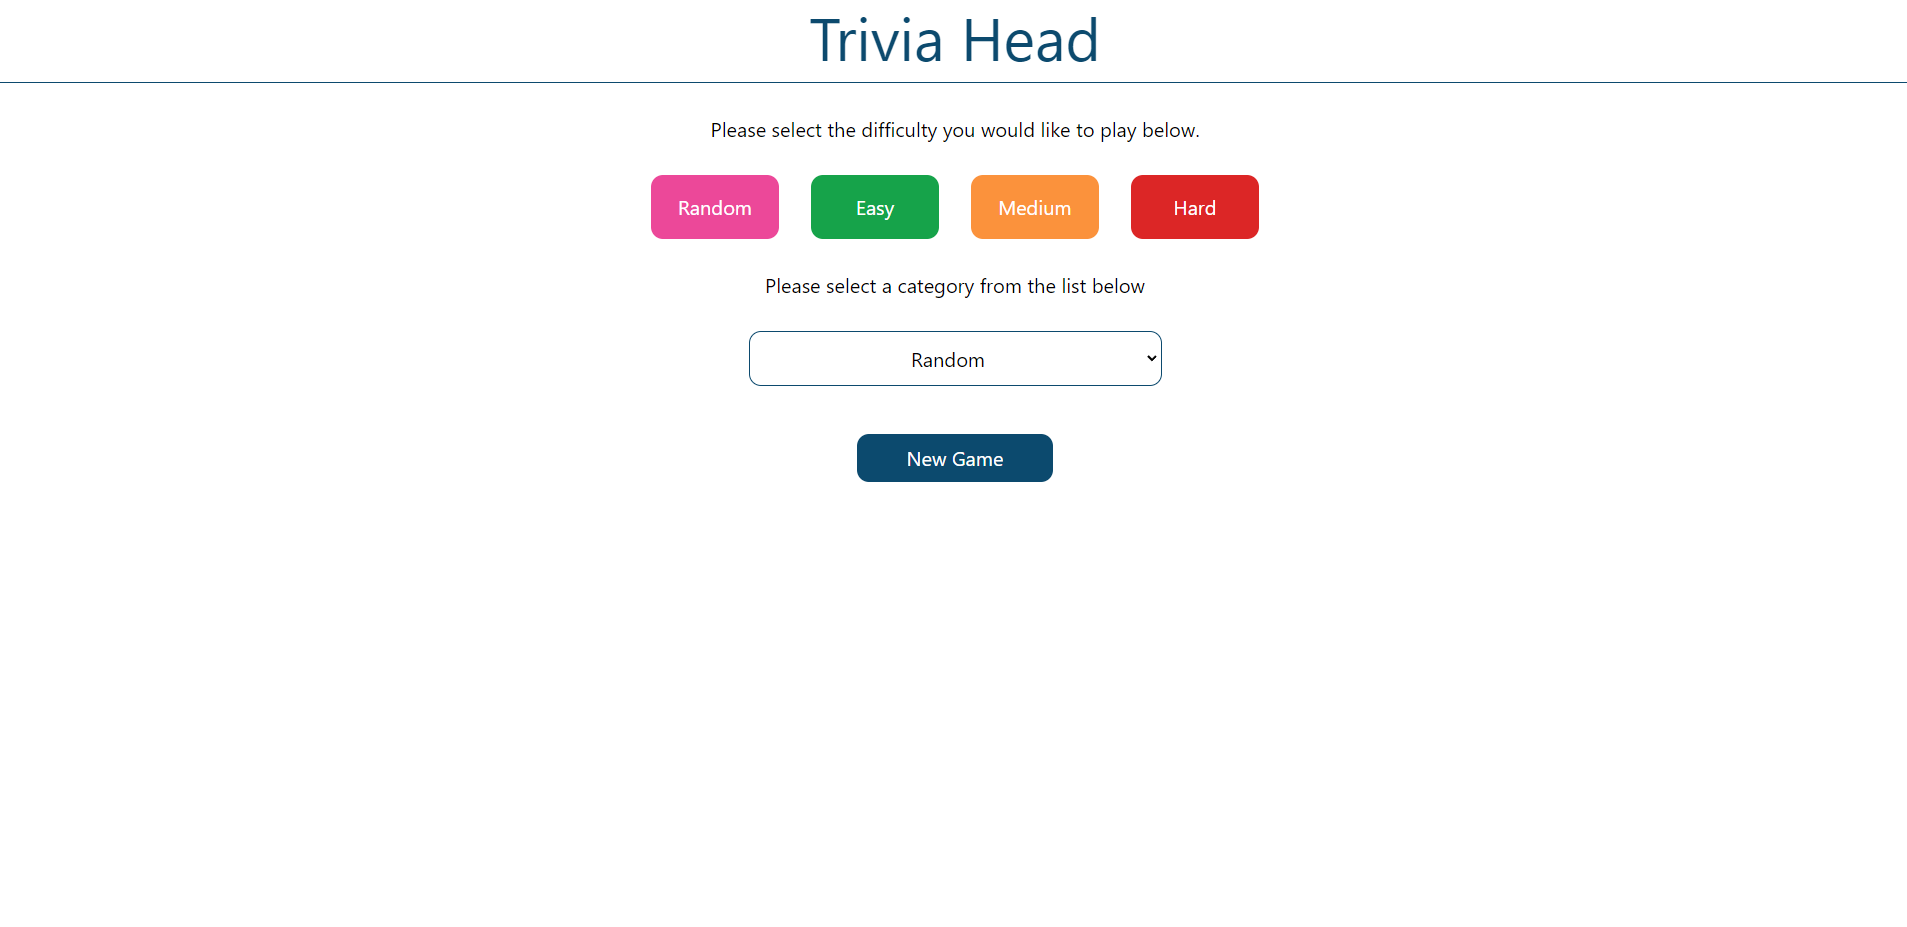 Trivia Head
Please select the difficulty you would like to play below.
Random Easy Medium Hard
Please select a category from the list below
Random
New Game